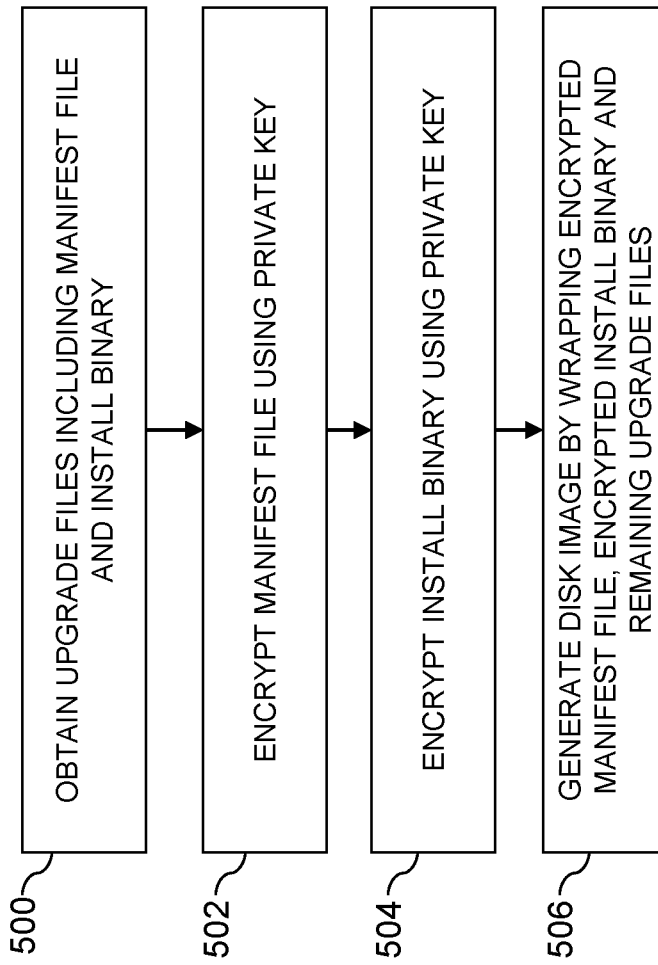 500
OBTAIN UPGRADE FILES INCLUDING MANIFEST FILE
AND INSTALL BINARY
502
ENCRYPT MANIFEST FILE USING PRIVATE KEY
504
ENCRYPT INSTALL BINARY USING PRIVATE KEY
506
GENERATE DISK IMAGE BY WRAPPING ENCRYPTED
MANIFEST FILE, ENCRYPTED INSTALL BINARY AND
REMAINING UPGRADE FILES